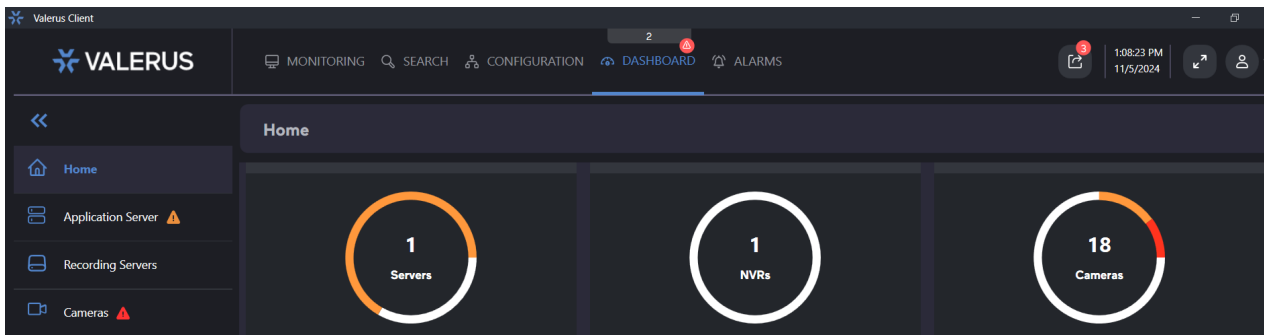 Valerus Client
VALERUS
2
MONITORING SEARCH CONFIGURATION DASHBOARD ALARMS
3
1:08:23 PM
11/5/2024
Home
Home
Application Server
Recording Servers
Cameras
1
Servers
1
NVRs
18
Cameras